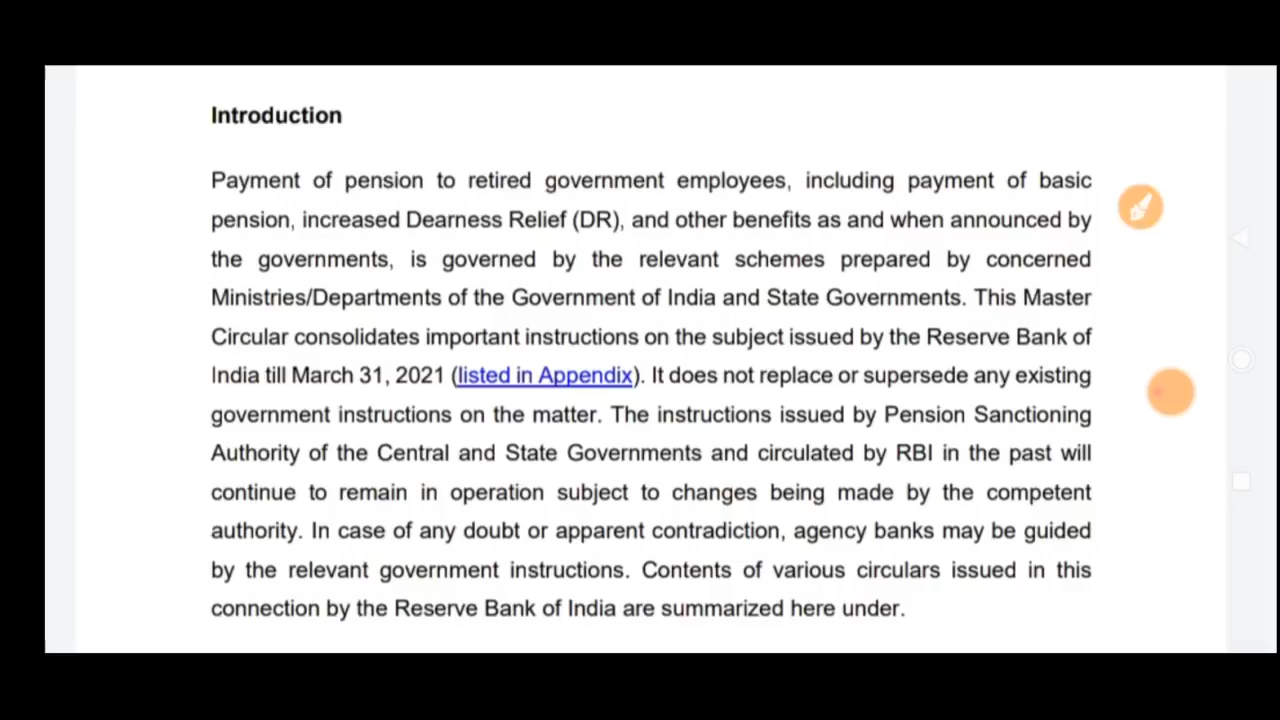 Introduction
Payment of pension to retired government employees, including payment of basic
pension, increased Dearness Relief (DR), and other benefits as and when announced by
the governments, is governed by the relevant schemes prepared by concerned
Ministries/Departments of the Government of India and State Governments. This Master
Circular consolidates important instructions on the subject issued by the Reserve Bank of
India till March 31, 2021 (listed in Appendix). It does not replace or supersede any existing
government instructions on the matter. The instructions issued by Pension Sanctioning
Authority of the Central and State Governments and circulated by RBI in the past will
continue to remain in operation subject to changes being made by the competent
authority. In case of any doubt or apparent contradiction, agency banks may be guided
by the relevant government instructions. Contents of various circulars issued in this
connection by the Reserve Bank of India are summarized here under.